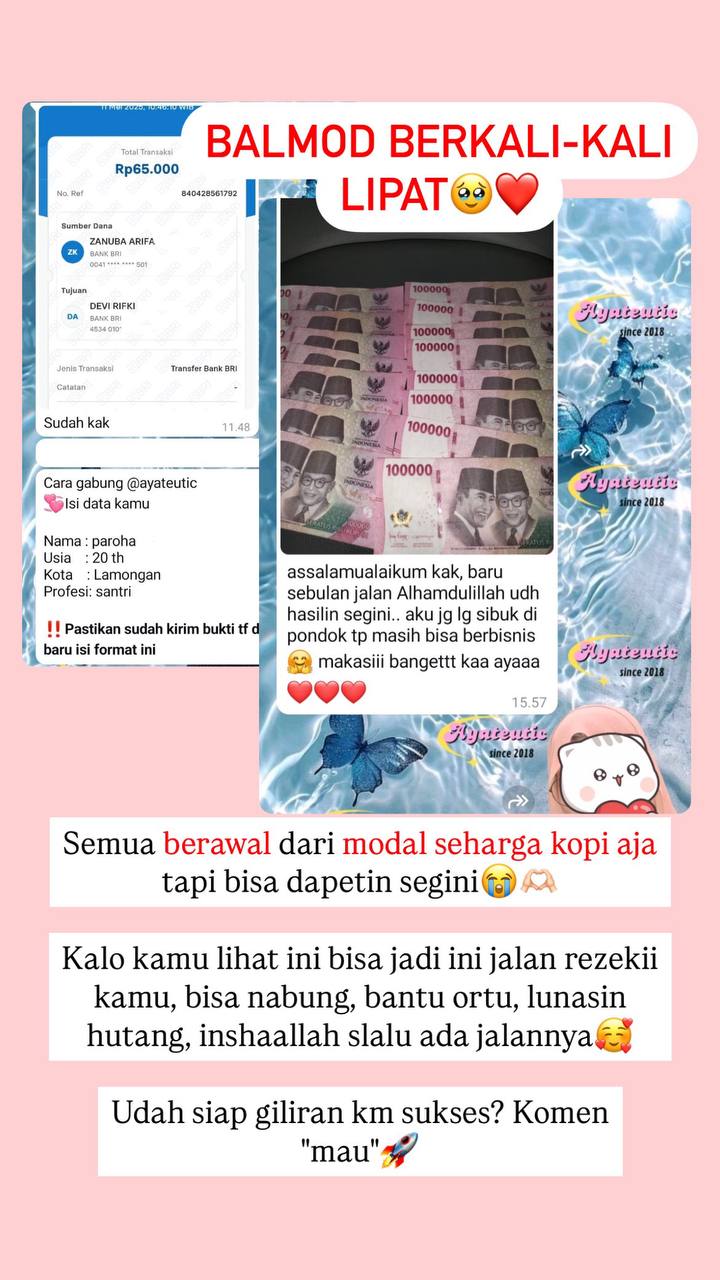 BALMOD BERKALI-KALI
LIPAT🥹❤️
11 Mei 2025, 10:46:10 WIB
Total Transaksi
Rp65.000
No. Ref 840428561792
Sumber Dana
ZK
ZANUBA ARIFA
BANK BRI
0041 **** **** 501
Tujuan
DA
DEVI RIFKI
BANK BRI
4534 010*
Jenis Transaksi Transfer Bank BRI
Catatan -
Sudah kak
11.48
Cara gabung @ayateutic
💞Isi data kamu
Nama : paroha
Usia : 20 th
Kota : Lamongan
Profesi: santri
‼️Pastikan sudah kirim bukti tf d
baru isi format ini
100000
100000
100000
100000
100000
100000
100000
100000
assalamualaikum kak, baru
sebulan jalan Alhamdulillah udh
hasilin segini.. aku jg lg sibuk di
pondok tp masih bisa berbisnis
🤗 makasiii bangettt kaa ayaaa
❤️❤️❤️
15.57
Ayateutic
since 2018
Ayateutic
since 2018
Ayateutic
since 2018
Ayateutic
since 2018
Semua berawal dari modal seharga kopi aja
tapi bisa dapetin segini😭🫶🏻
Kalo kamu lihat ini bisa jadi ini jalan rezekii
kamu, bisa nabung, bantu ortu, lunasin
hutang, inshaallah slalu ada jalannya🥰
Udah siap giliran km sukses? Komen
"mau"🚀